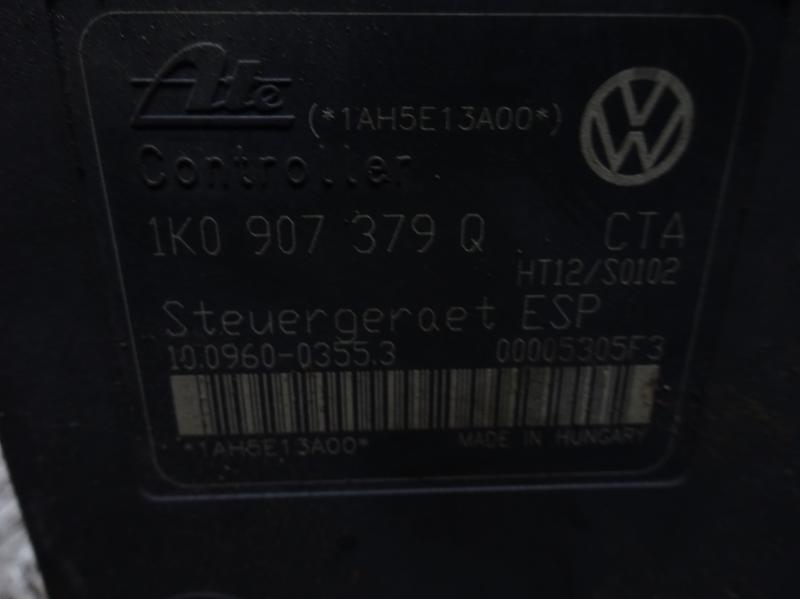 Ate (*1AH5E13A00*)
Controller
1K0 907 379 Q CTA
HT12/S0102
Steuergeraet ESP
10.0960-0355.3 00005305F3
*1AH5E13A00* MADE IN HUNGARY